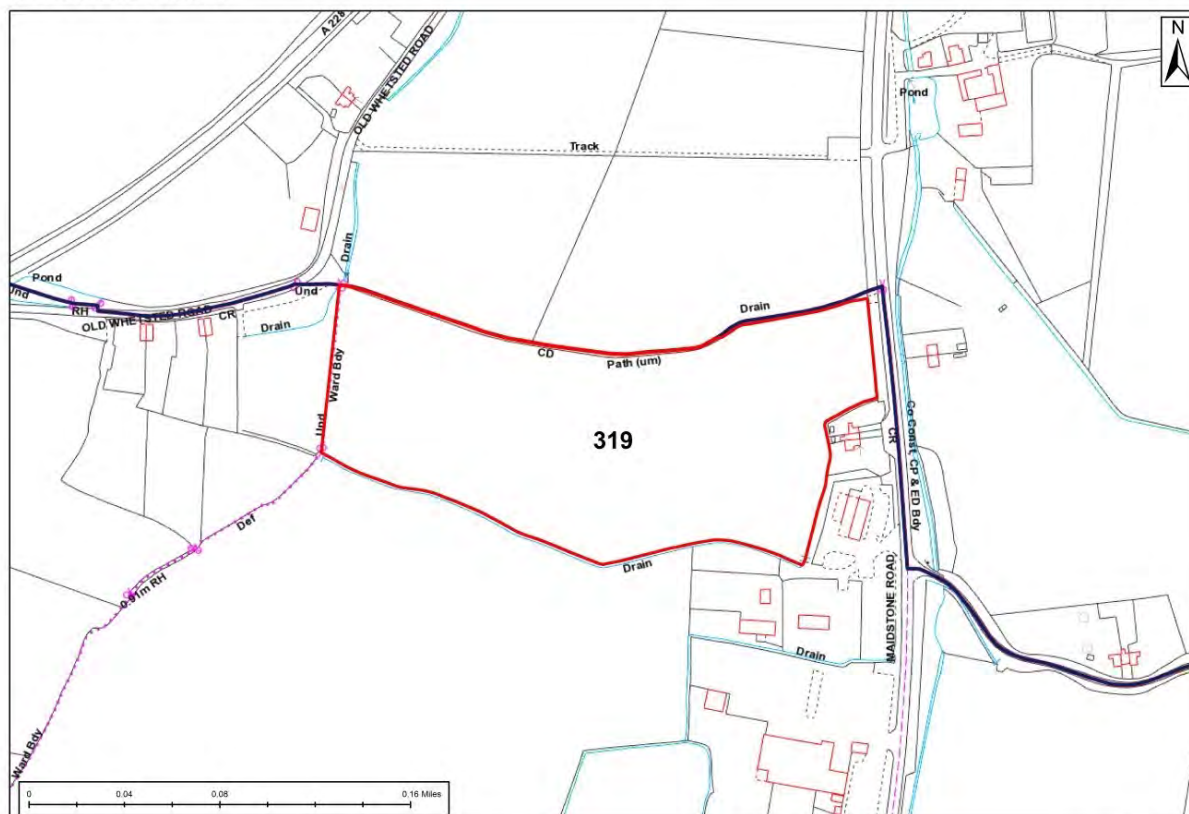 N
A 228
OLD WHETSTED ROAD
Pond
Track
Drain
Pond
Und
RH
OLD WHETSTED ROAD
CR
Und
Drain
Drain
CD
Path (um)
Ward Bdy
Und
319
CR
Co Const, CP & ED Bdy
Def
0.91m RH
Drain
MAIDSTONE ROAD
Drain
Ward Bdy
0 0.04 0.08 0.16 Miles